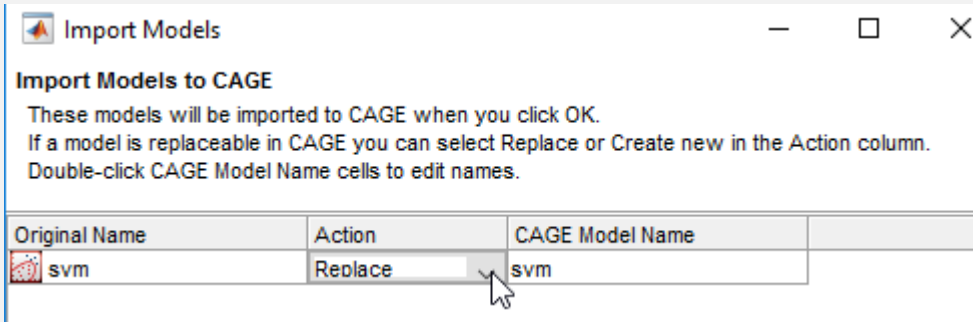 Import Models
Import Models to CAGE
These models will be imported to CAGE when you click OK.
If a model is replaceable in CAGE you can select Replace or Create new in the Action column.
Double-click CAGE Model Name cells to edit names.
Original Name Action CAGE Model Name
svm Replace svm